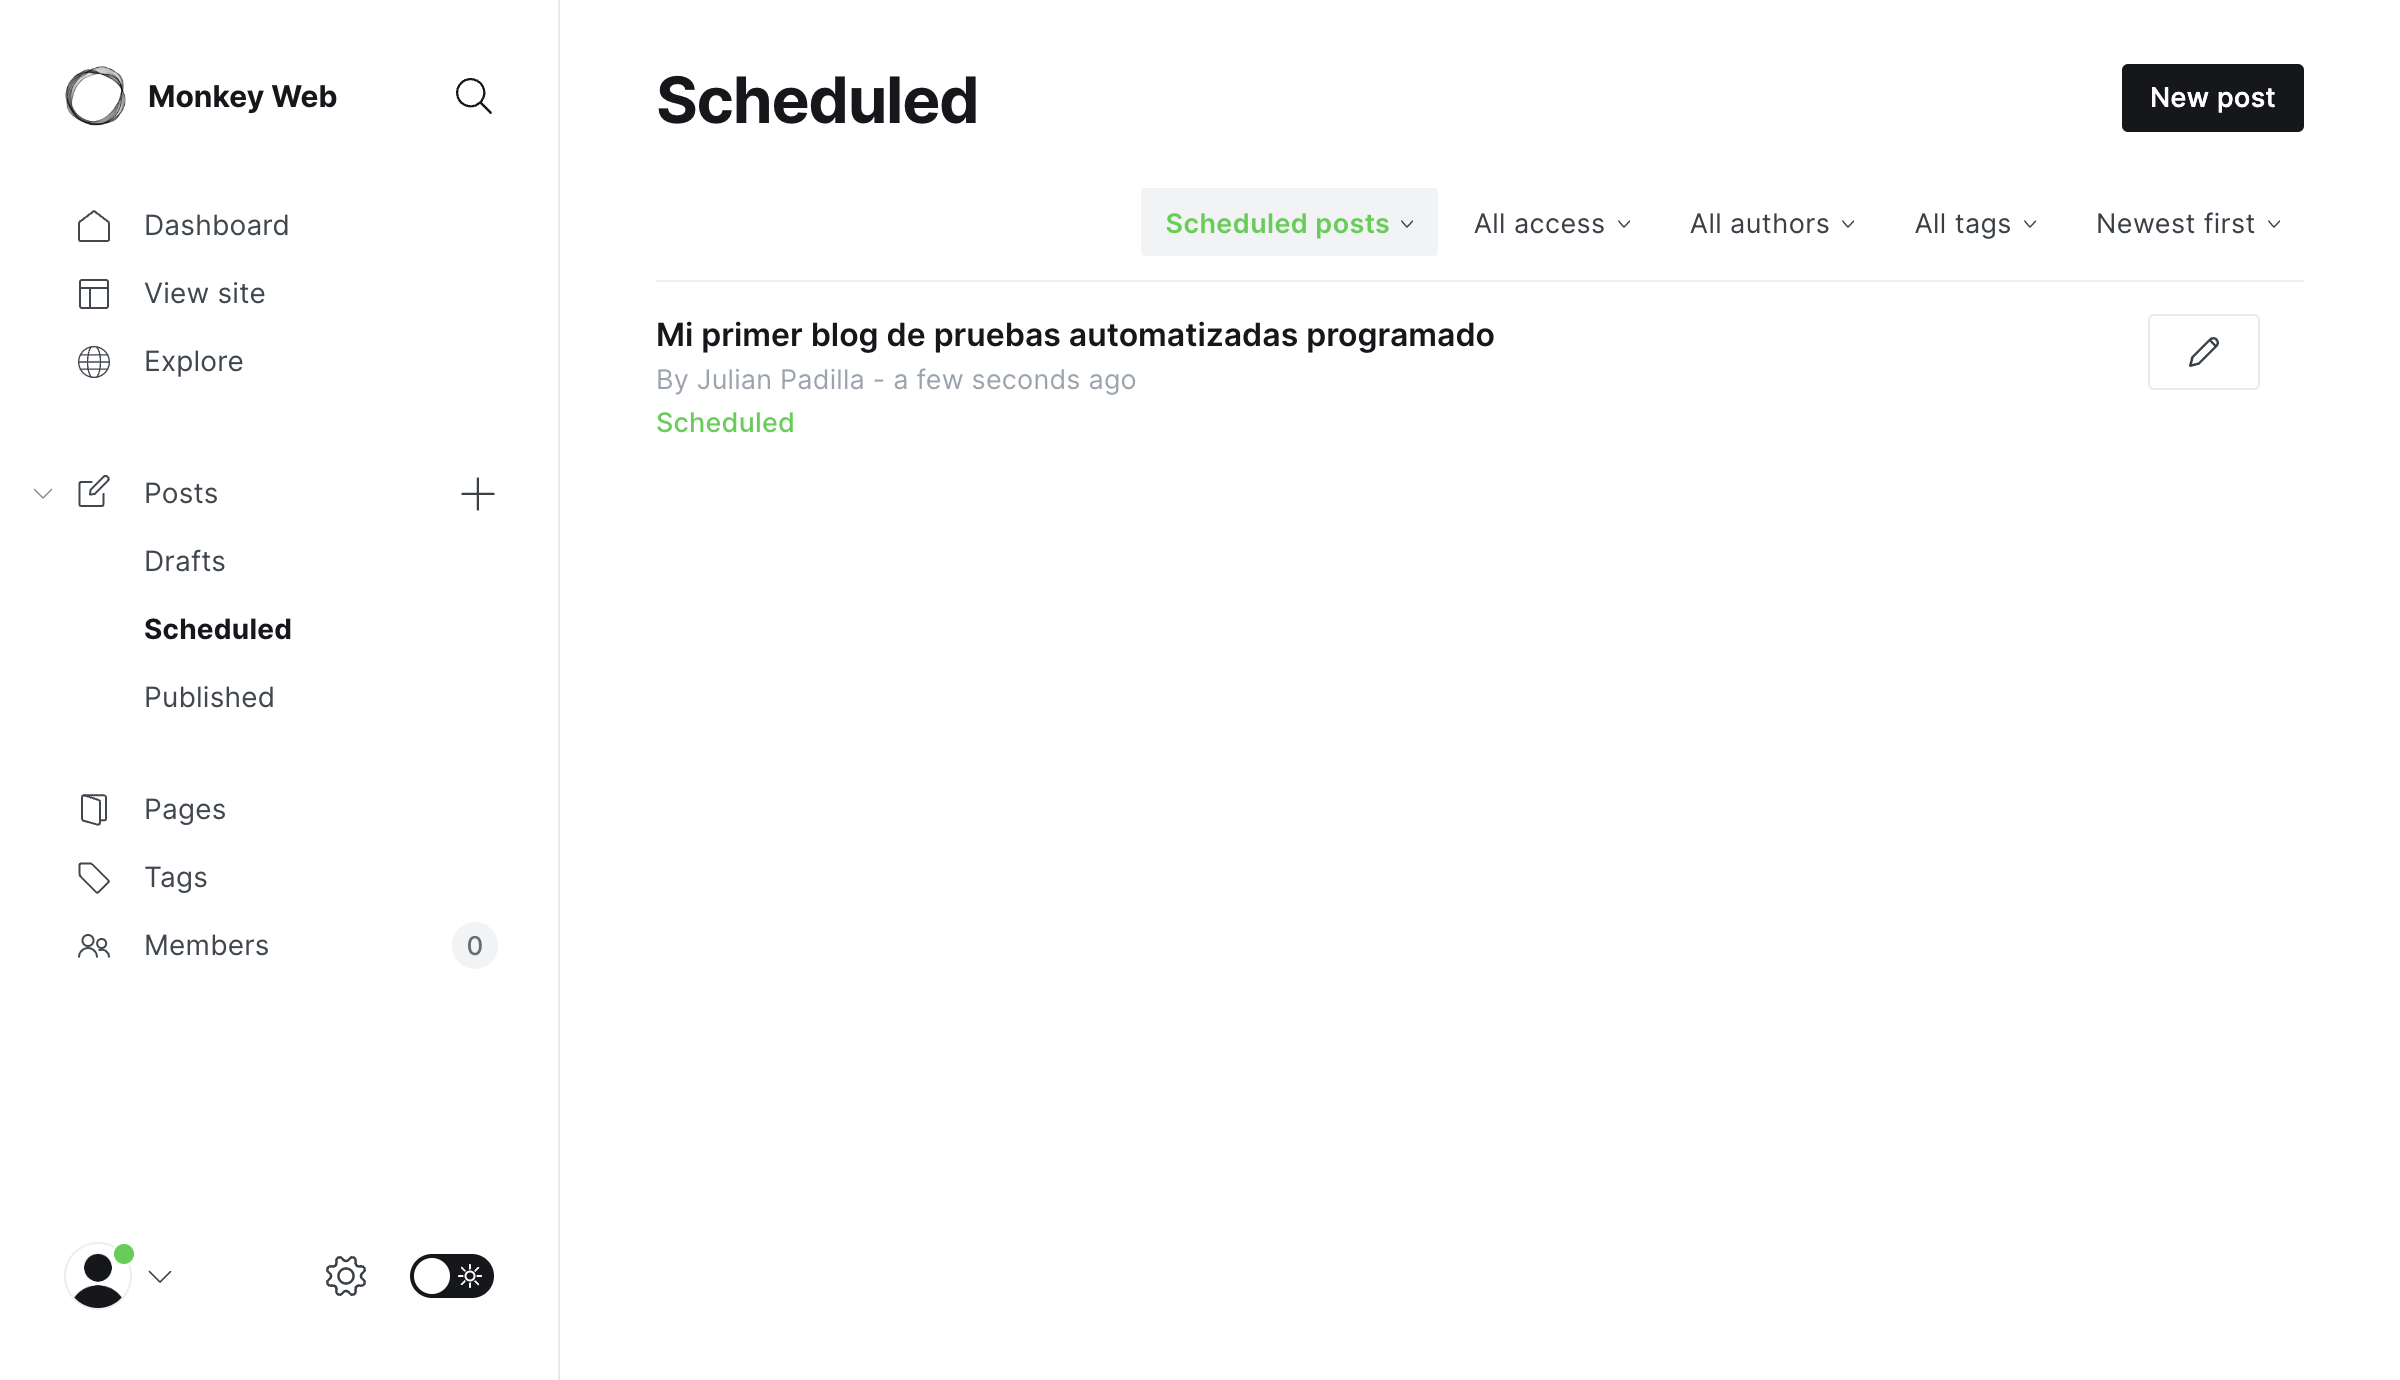 Monkey Web
Dashboard
View site
Explore
Posts
Drafts
Scheduled
Published
Pages
Tags
Members 0
Scheduled
New post
Scheduled posts All access All authors All tags Newest first
Mi primer blog de pruebas automatizadas programado
By Julian Padilla - a few seconds ago
Scheduled